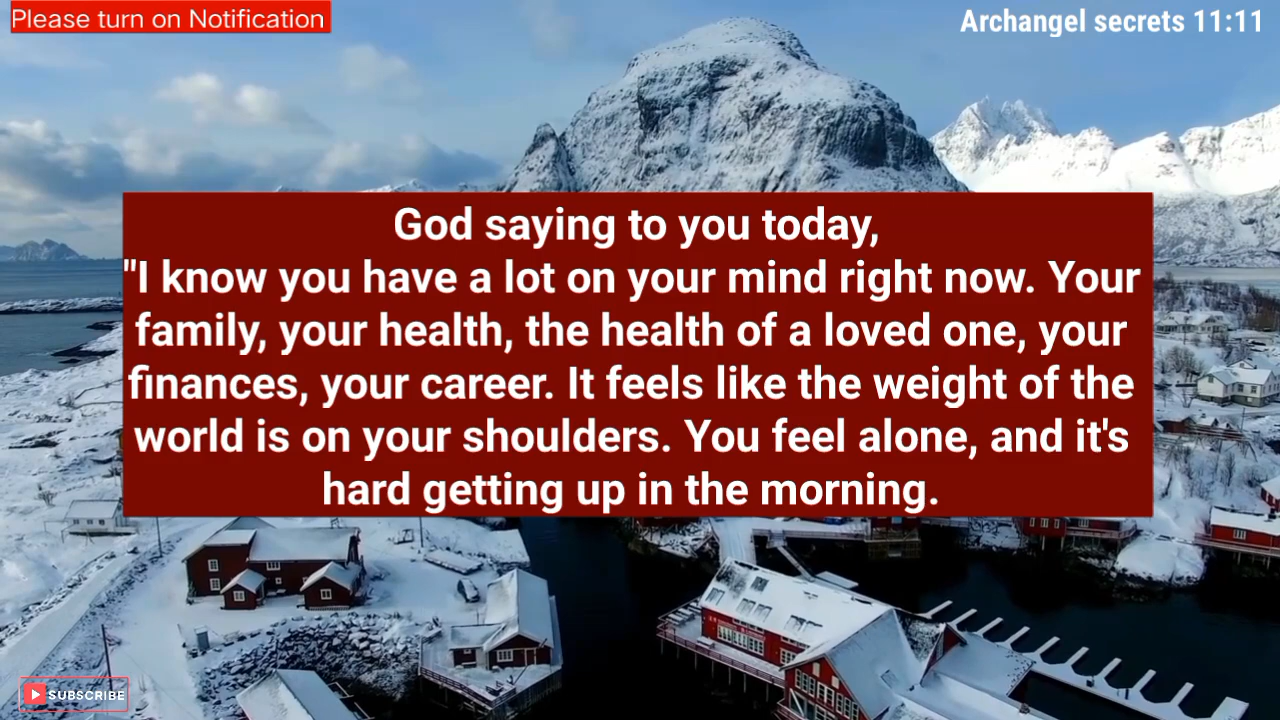 Please turn on Notification
Archangel secrets 11:11
God saying to you today,
"I know you have a lot on your mind right now. Your
family, your health, the health of a loved one, your
finances, your career. It feels like the weight of the
world is on your shoulders. You feel alone, and it's
hard getting up in the morning.
SUBSCRIBE